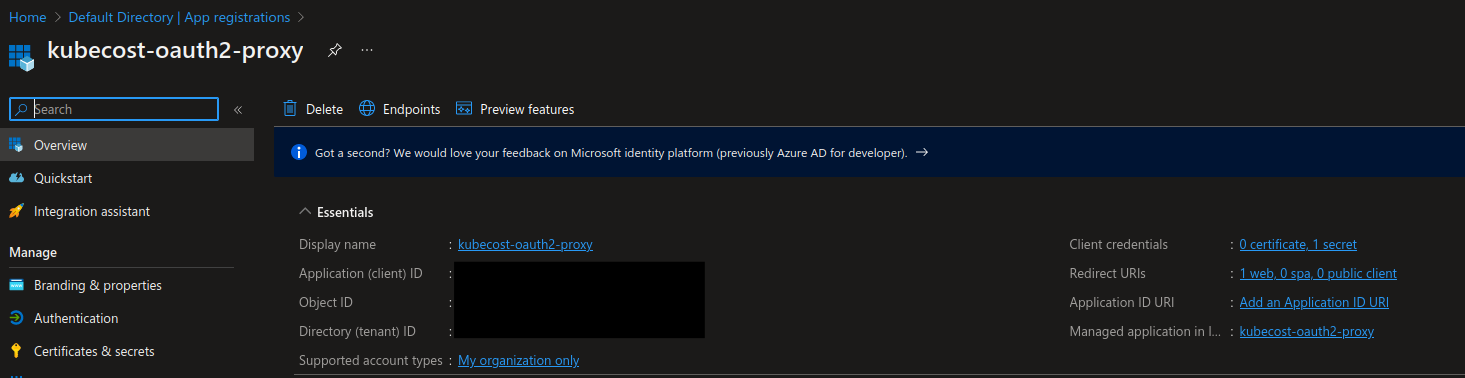 Home > Default Directory | App registrations >
kubecost-oauth2-proxy ...
Search «
Overview
Quickstart
Integration assistant
Manage
Branding & properties
Authentication
Certificates & secrets
Delete Endpoints Preview features
Got a second? We would love your feedback on Microsoft identity platform (previously Azure AD for developer). →
Essentials
Display name : kubecost-oauth2-proxy
Application (client) ID :
Object ID :
Directory (tenant) ID :
Supported account types : My organization only
Client credentials : 0 certificate, 1 secret
Redirect URIs : 1 web, 0 spa, 0 public client
Application ID URI : Add an Application ID URI
Managed application in l... : kubecost-oauth2-proxy